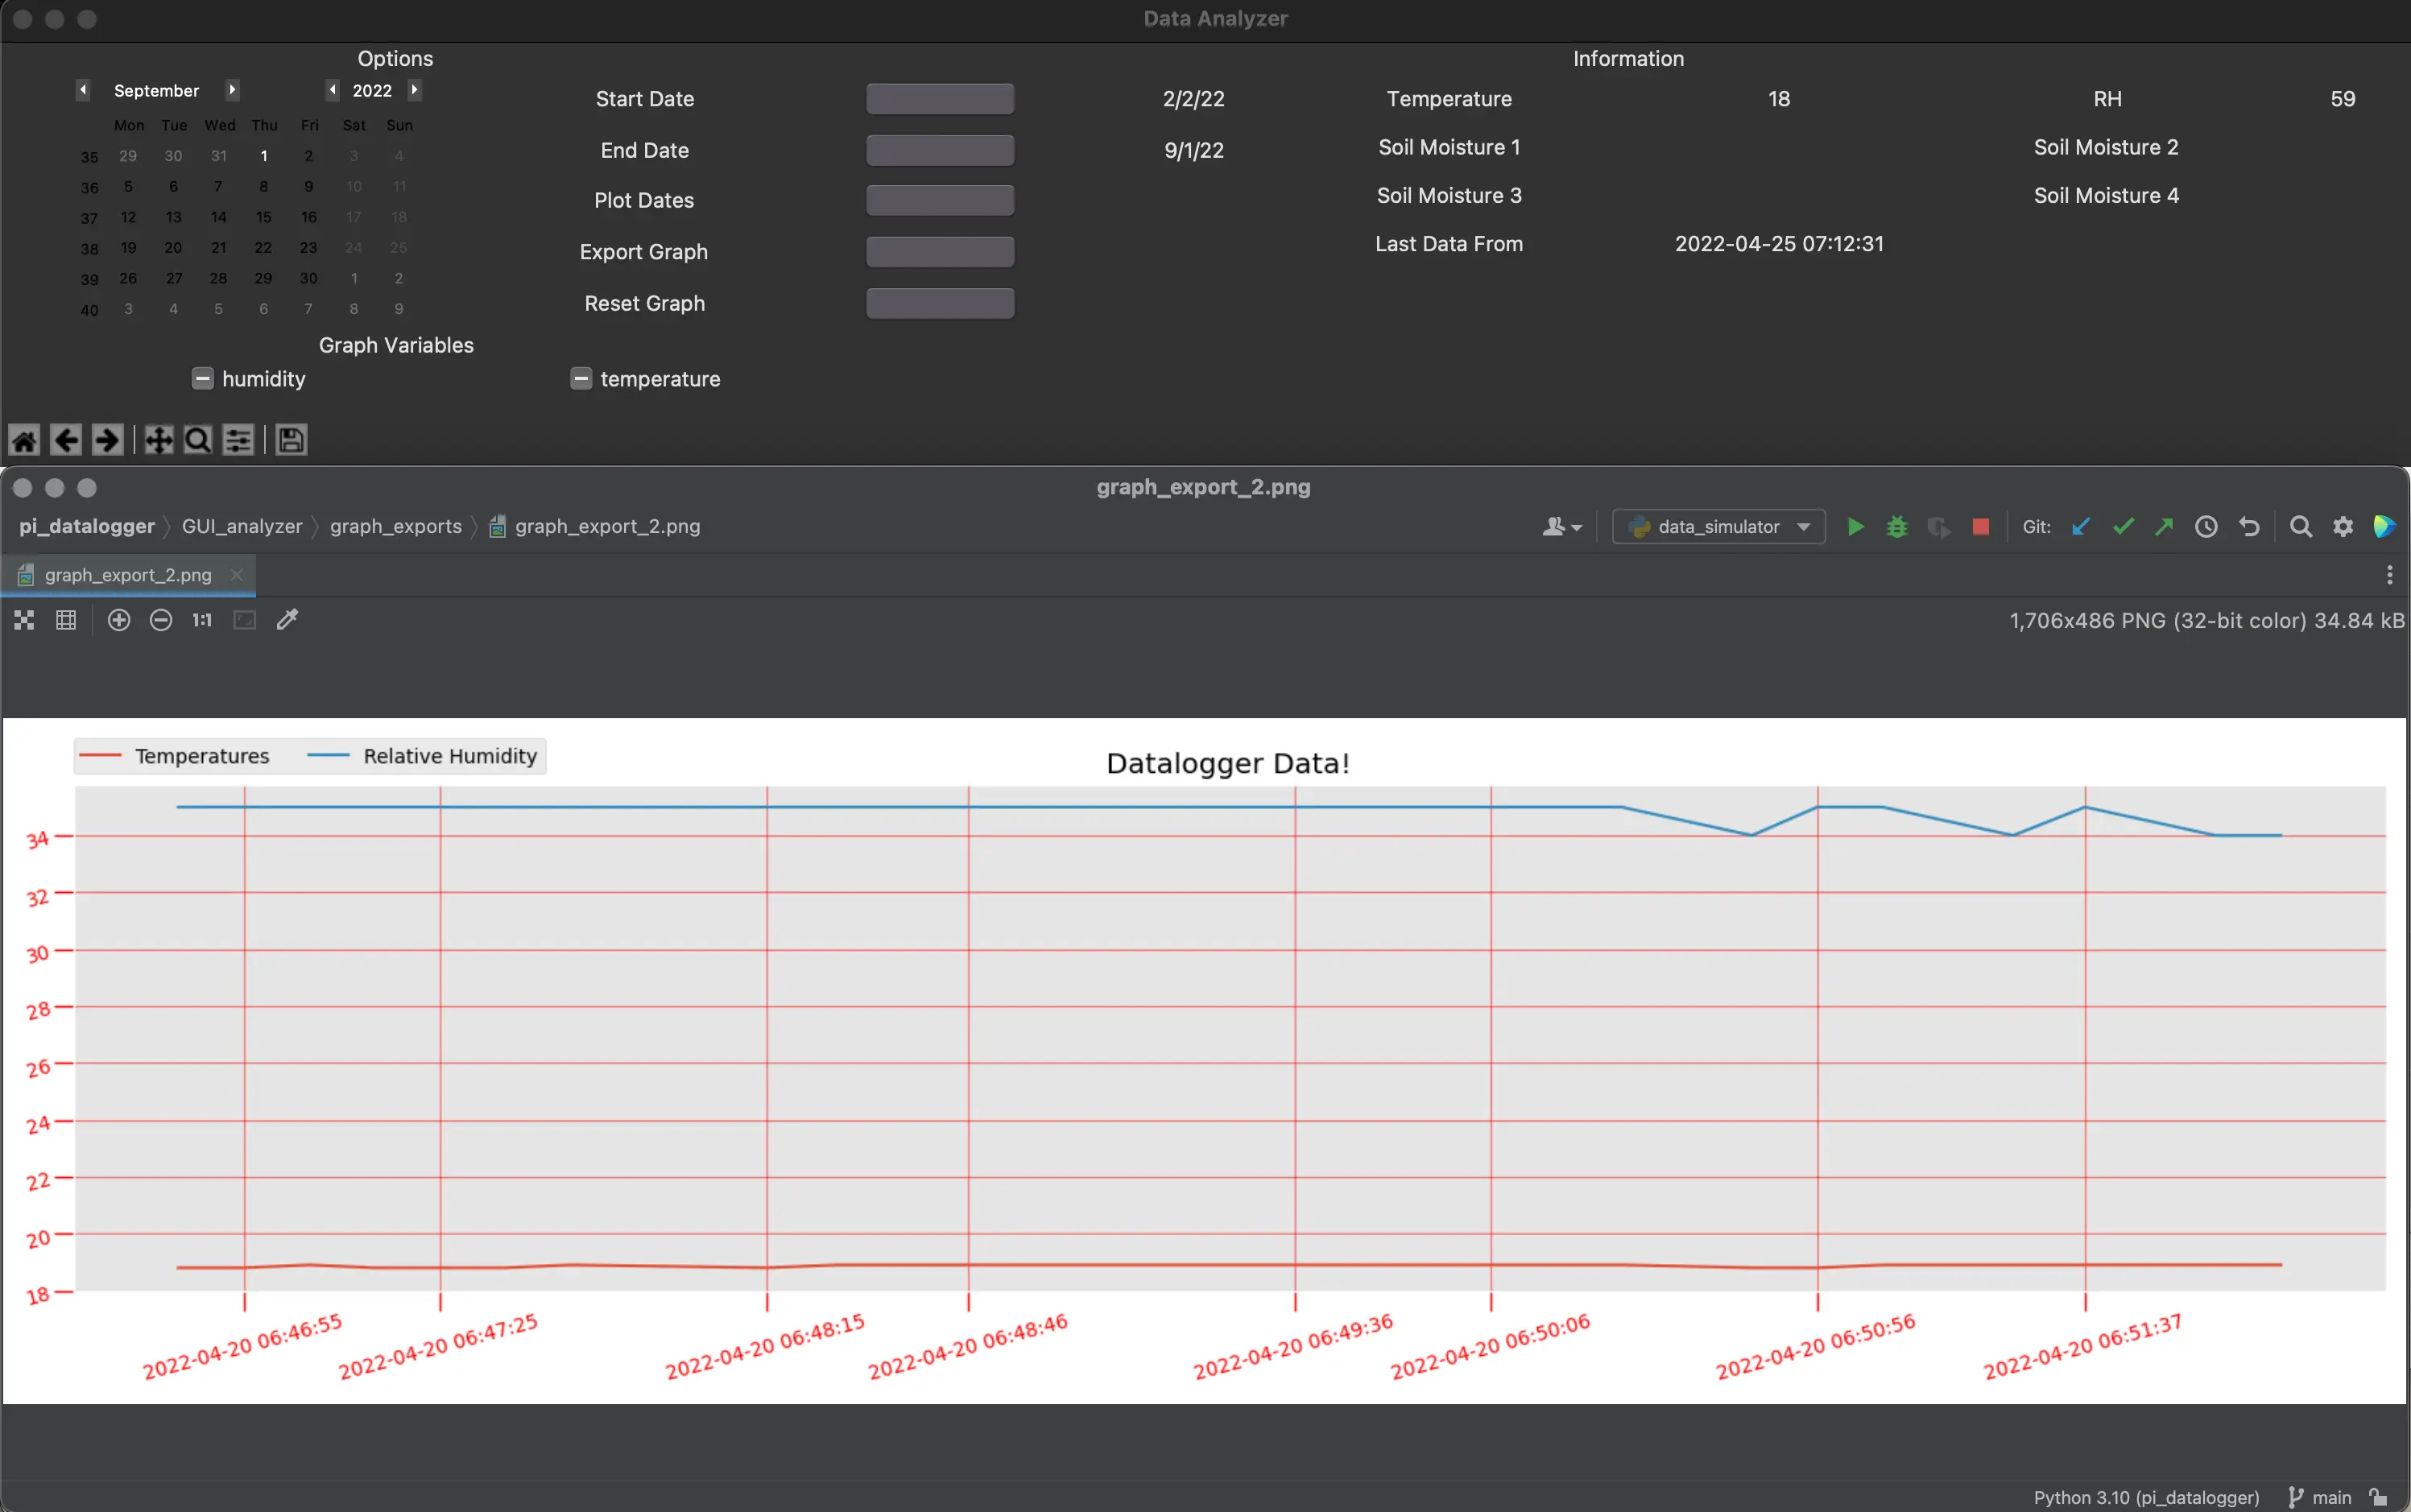 Data Analyzer
Options
Information
September 2022
Mon Tue Wed Thu Fri Sat Sun
35 29 30 31 1 2 3 4
36 5 6 7 8 9 10 11
37 12 13 14 15 16 17 18
38 19 20 21 22 23 24 25
39 26 27 28 29 30 1 2
40 3 4 5 6 7 8 9
Start Date 2/2/22
End Date 9/1/22
Plot Dates
Export Graph
Reset Graph
Temperature 18 RH 59
Soil Moisture 1 Soil Moisture 2
Soil Moisture 3 Soil Moisture 4
Last Data From 2022-04-25 07:12:31
Graph Variables
humidity temperature
graph_export_2.png
pi_datalogger GUI_analyzer graph_exports graph_export_2.png data_simulator Git:
graph_export_2.png
1:1 1,706x486 PNG (32-bit color) 34.84 kB
Temperatures Relative Humidity
Datalogger Data!
34
32
30
28
26
24
22
20
18
2022-04-20 06:46:55
2022-04-20 06:47:25
2022-04-20 06:48:15
2022-04-20 06:48:46
2022-04-20 06:49:36
2022-04-20 06:50:06
2022-04-20 06:50:56
2022-04-20 06:51:37
Python 3.10 (pi_datalogger) main